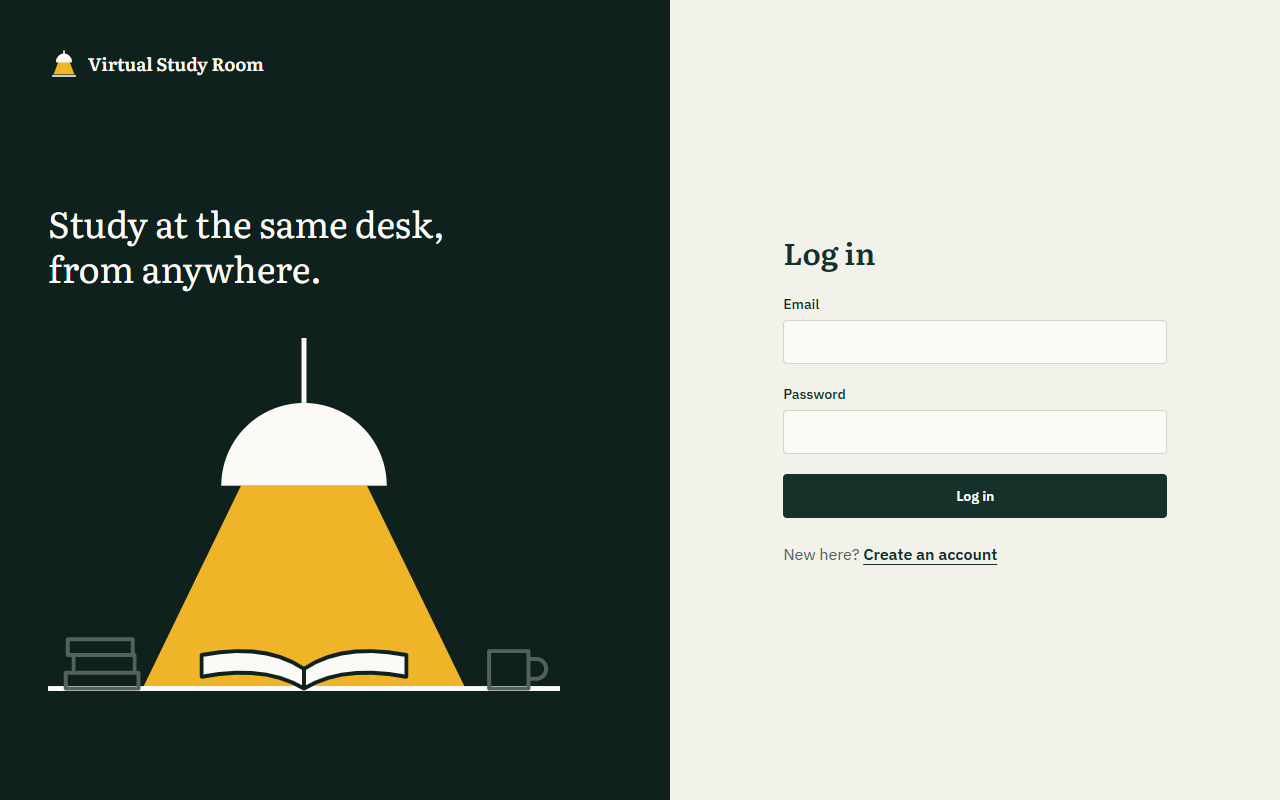 Virtual Study Room
Study at the same desk,
from anywhere.
Log in
Email
Password
Log in
New here? Create an account